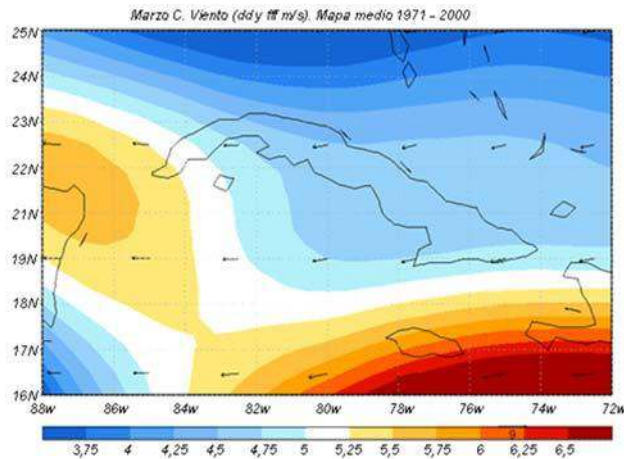 Marzo C. Viento (dd y fff m/s). Mapa medio 1971 - 2000
25N
24N
23N
22N
21N
20N
19N
18N
17N
16N
88w 86w 84w 82w 80w 78w 76w 74w 72w
9
3,75 4 4,25 4,5 4,75 5 5,25 5,5 5,75 6 6,25 6,5